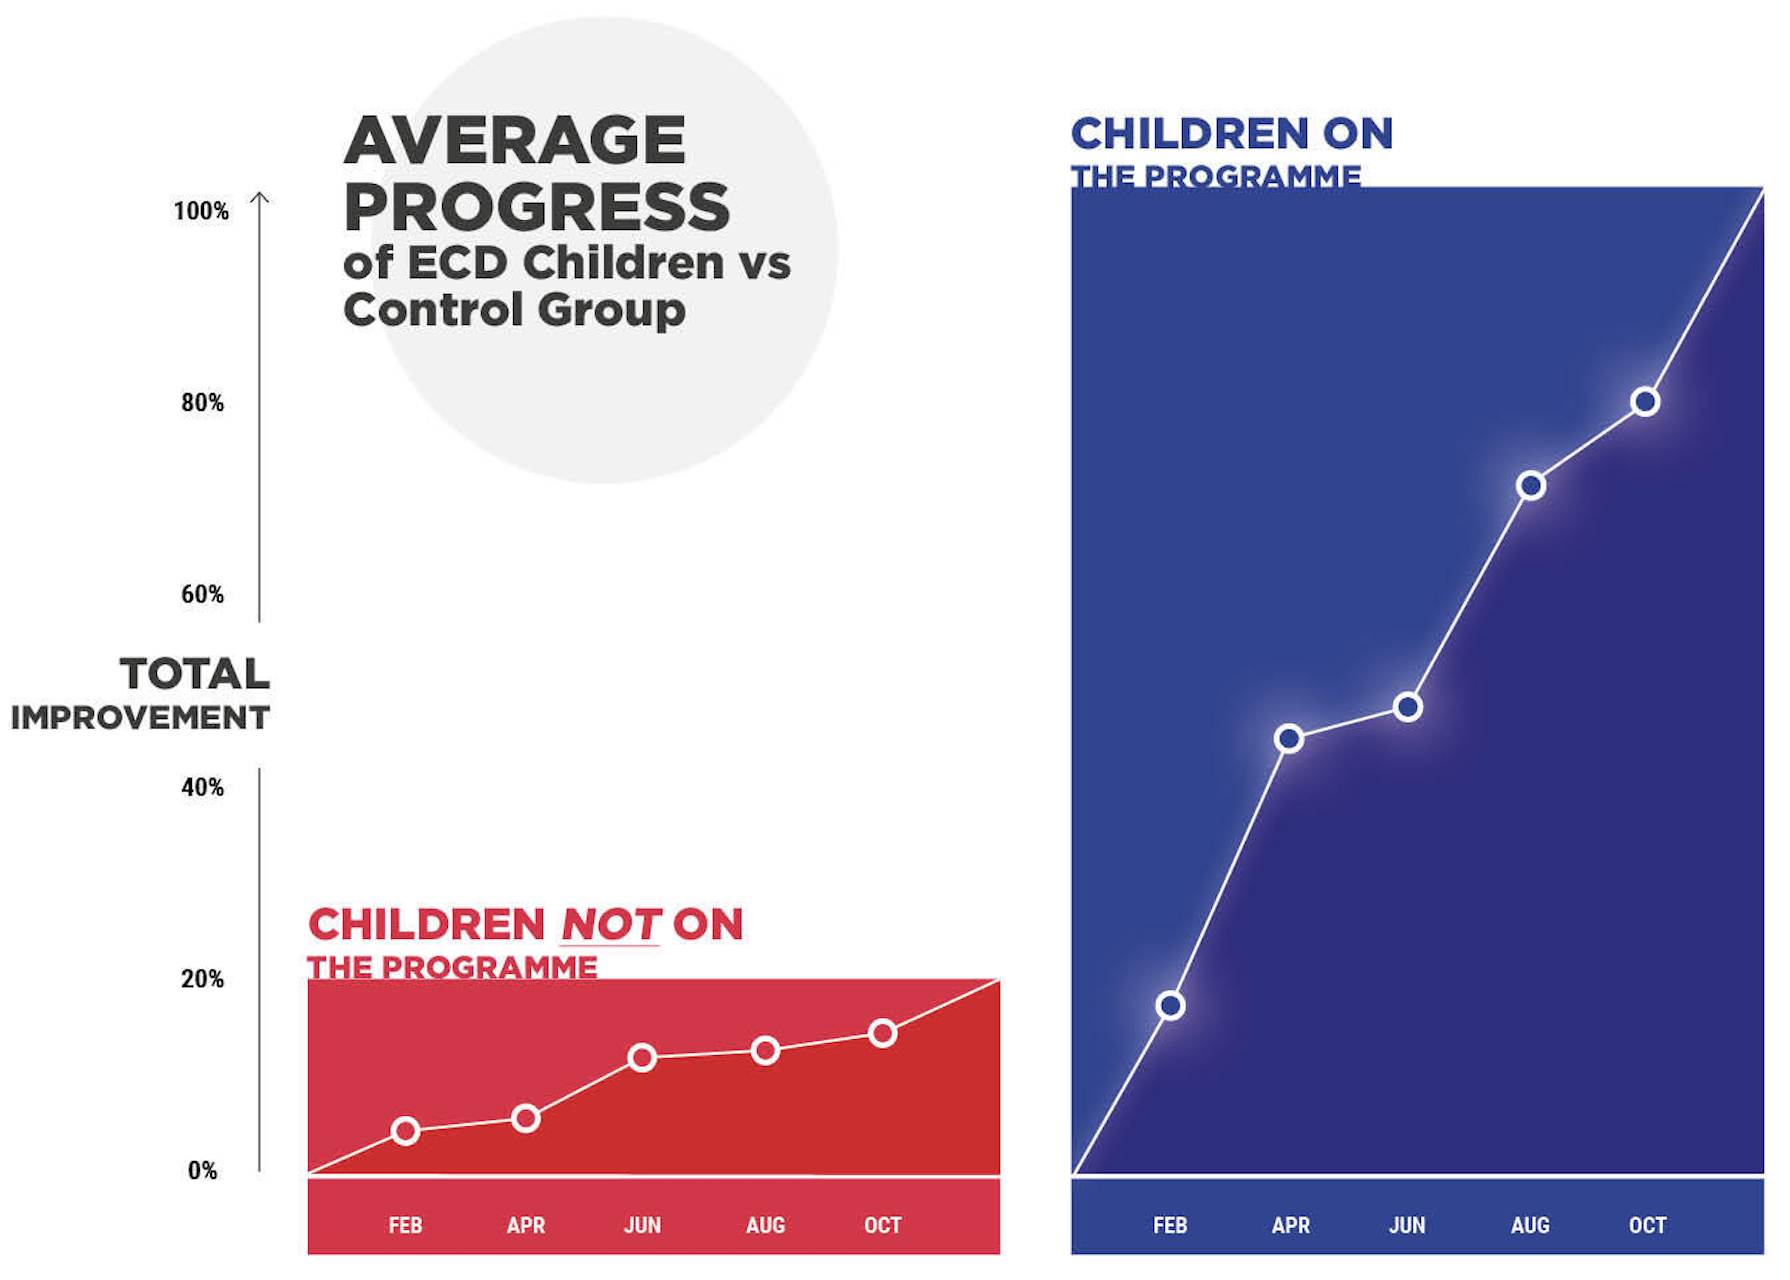 AVERAGE
PROGRESS
of ECD Children vs
Control Group
CHILDREN ON
THE PROGRAMME
100%
80%
60%
TOTAL
IMPROVEMENT
40%
20%
0%
CHILDREN NOT ON
THE PROGRAMME
FEB APR JUN AUG OCT
FEB APR JUN AUG OCT